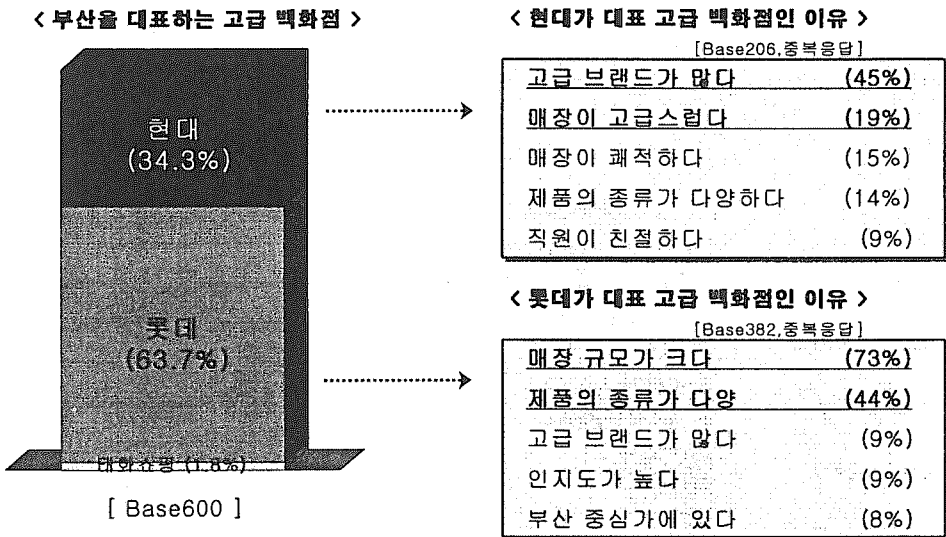 < 부산을 대표하는 고급 백화점 >
현대
(34.3%)
롯데
(63.7%)
태화쇼핑 (1.8%)
[ Base600 ]
< 현대가 대표 고급 백화점인 이유 >
[Base206,중복응답]
고급 브랜드가 많다 (45%)
매장이 고급스럽다 (19%)
매장이 쾌적하다 (15%)
제품의 종류가 다양하다 (14%)
직원이 친절하다 (9%)
< 롯데가 대표 고급 백화점인 이유 >
[Base382,중복응답]
매장 규모가 크다 (73%)
제품의 종류가 다양 (44%)
고급 브랜드가 많다 (9%)
인지도가 높다 (9%)
부산 중심가에 있다 (8%)